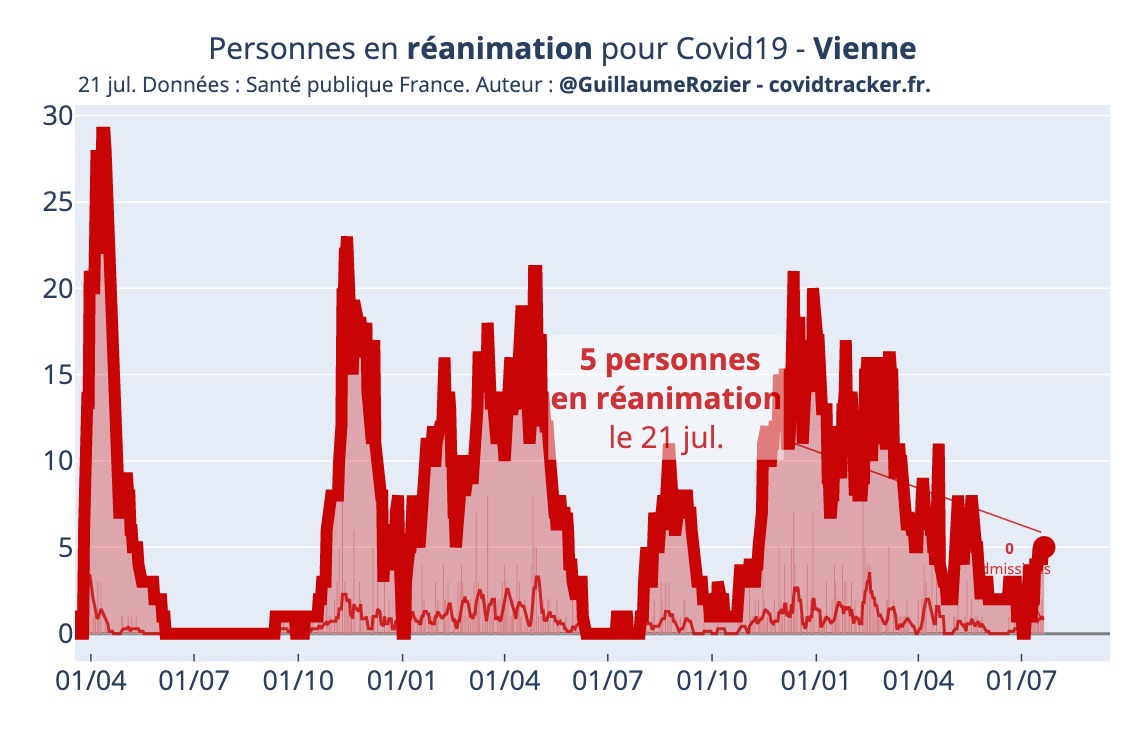 Personnes en réanimation pour Covid19 - Vienne
21 jul. Données : Santé publique France. Auteur : @GuillaumeRozier - covidtracker.fr.
30
25
20
15
10
5
0
5 personnes
en réanimation
le 21 jul.
0
01/04 01/07 01/10 01/01 01/04 01/07 01/10 01/01 01/04 01/07